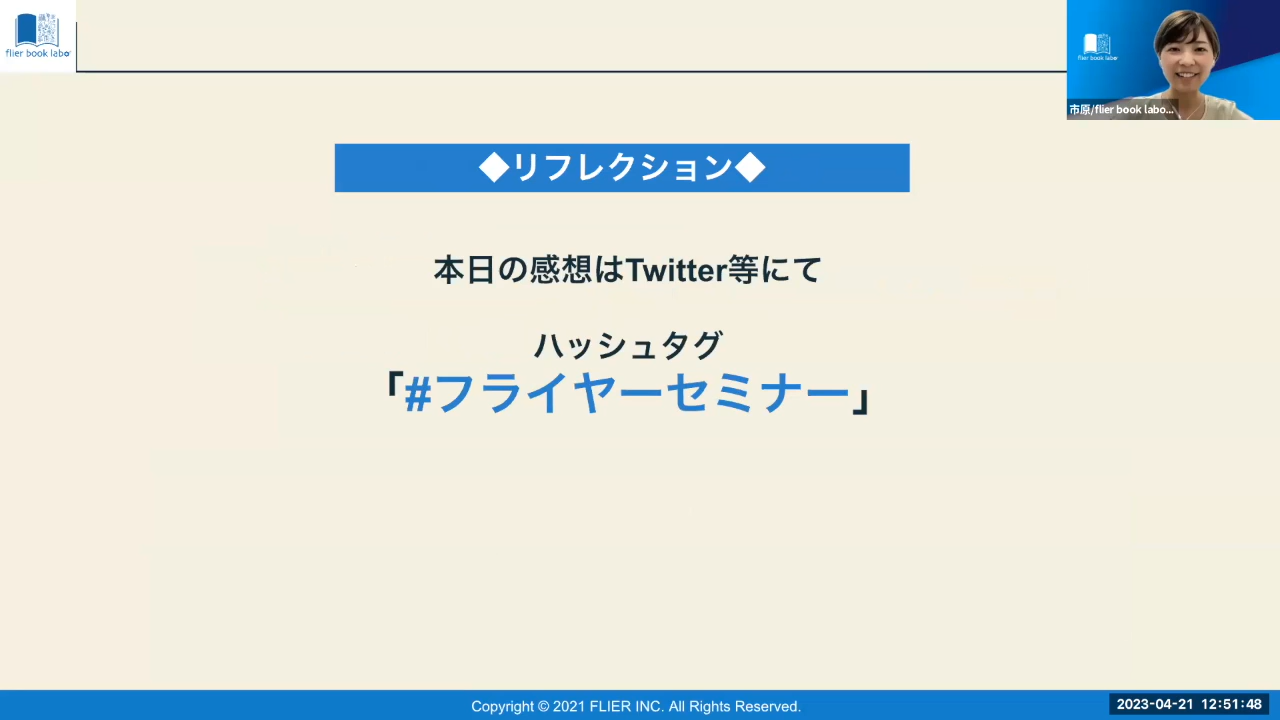 flier book labo
flier book labo
市原/flier book labo...
◆リフレクション◆
本日の感想はTwitter等にて
ハッシュタグ
「#フライヤーセミナー」
Copyright © 2021 FLIER INC. All Rights Reserved.
2023-04-21 12:51:48